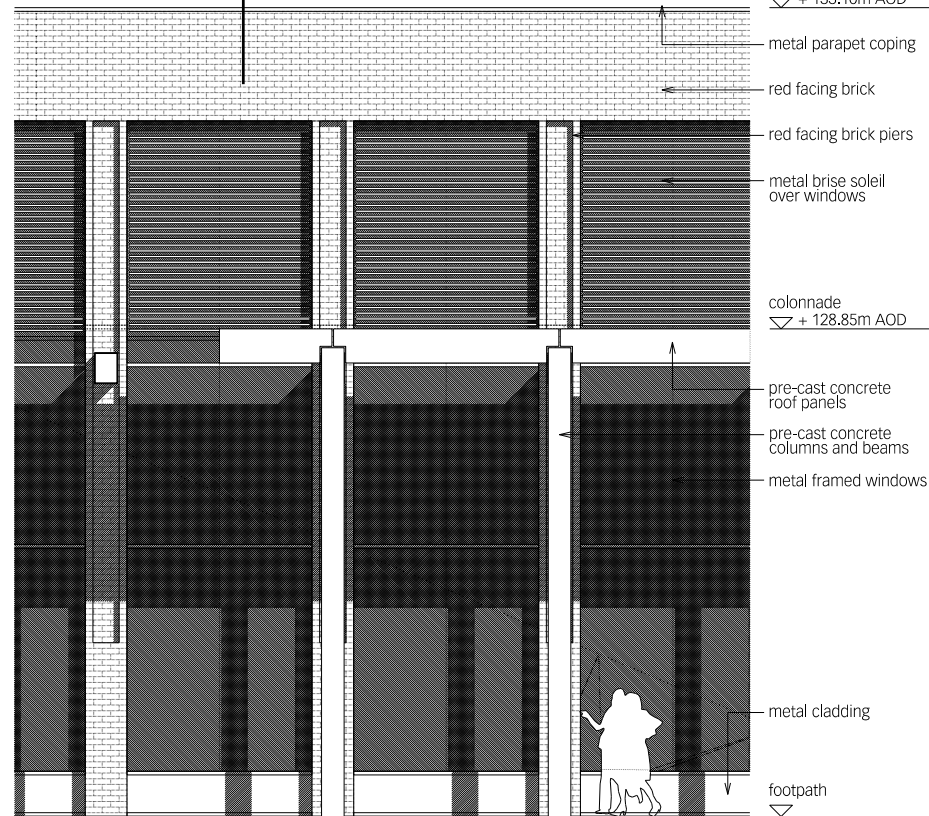 metal parapet coping
red facing brick
red facing brick piers
metal brise soleil
over windows
colonnade
+ 128.85m AOD
pre-cast concrete
roof panels
pre-cast concrete
columns and beams
metal framed windows
metal cladding
footpath